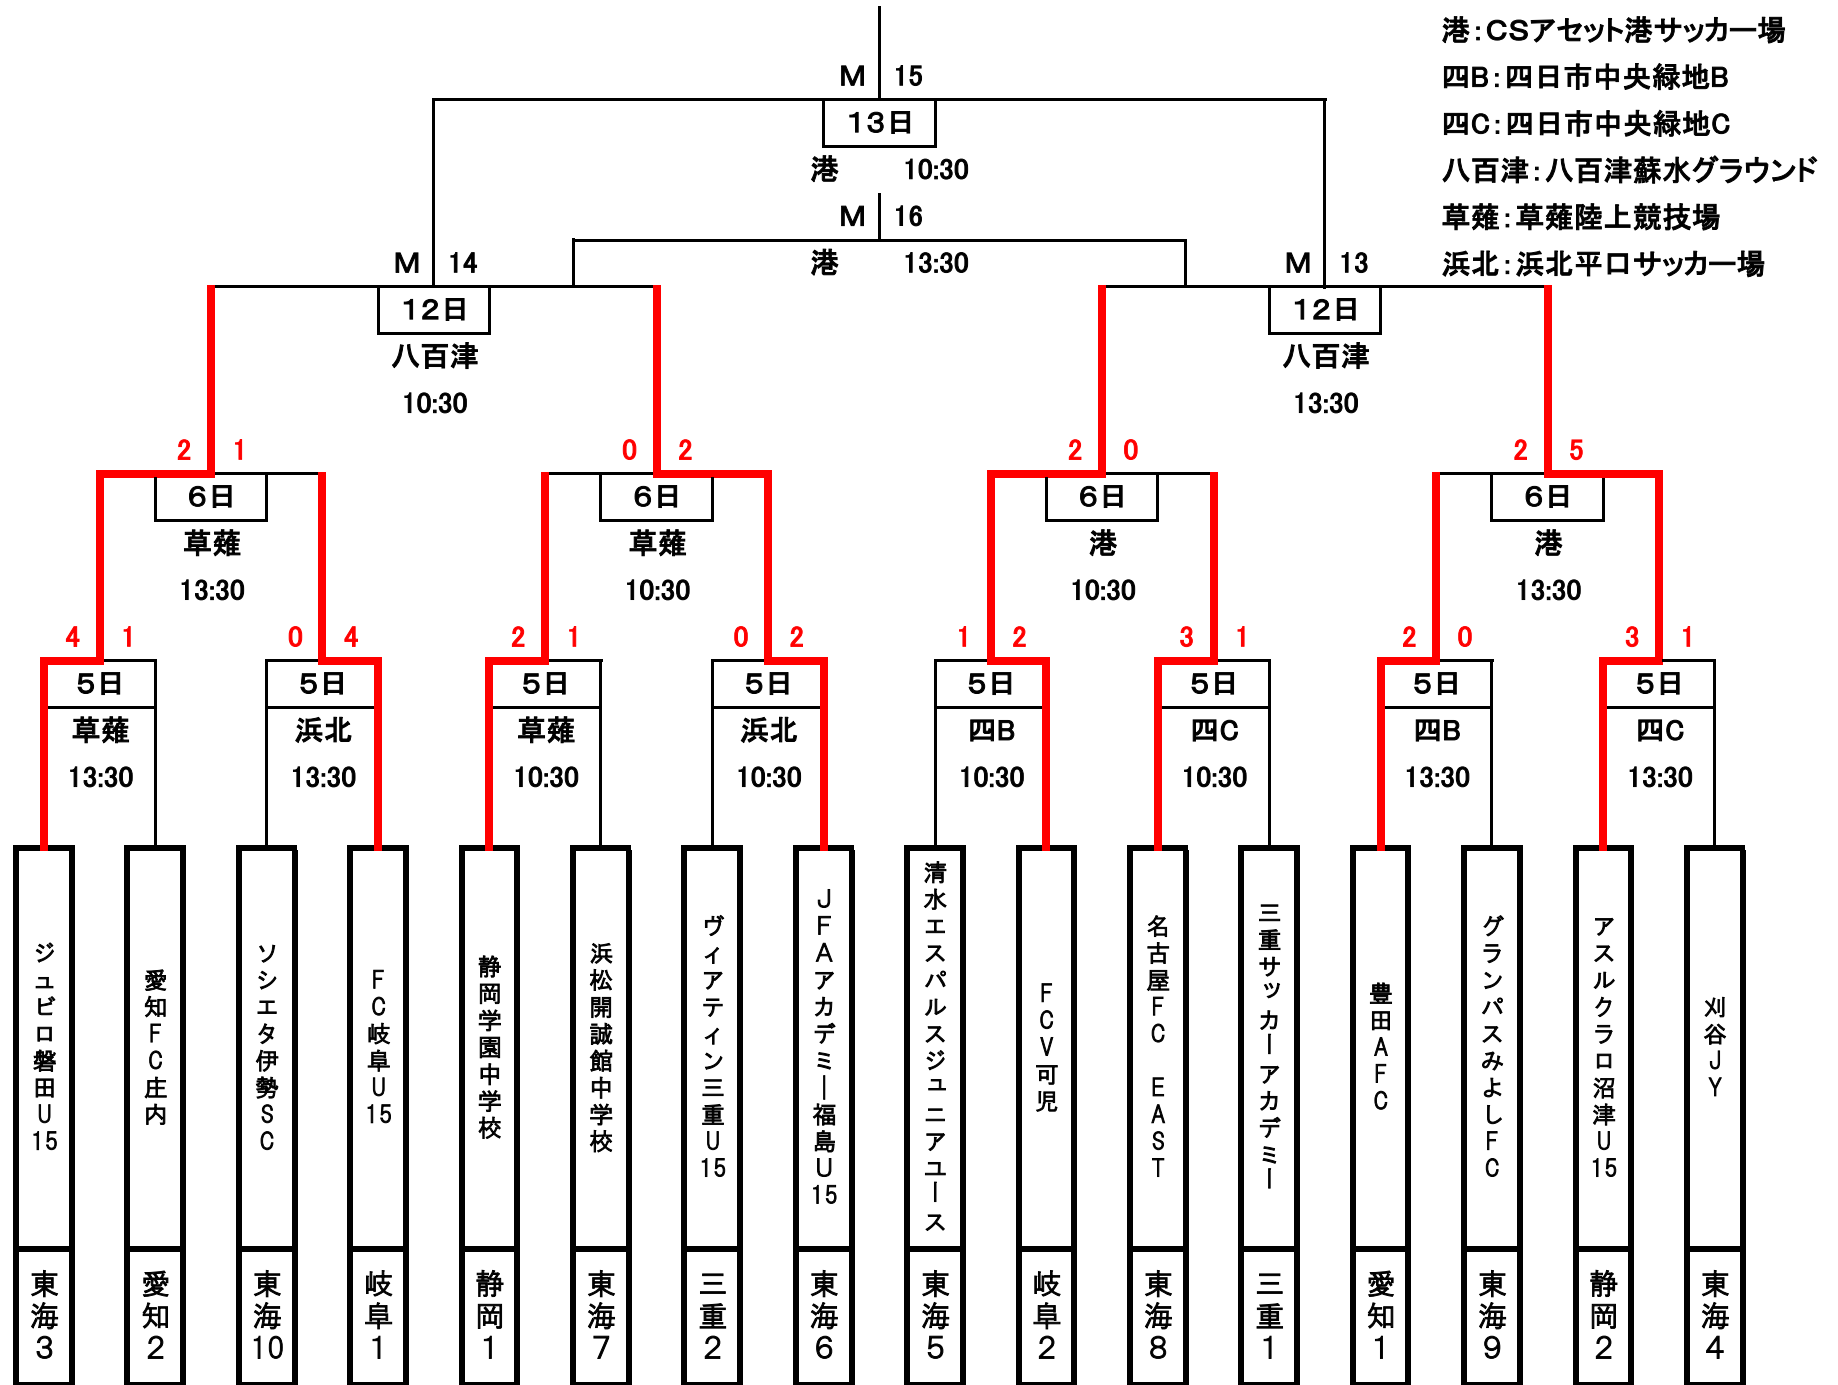 港：CSアセット港サッカー場
M 15
四B：四日市中央緑地B
13日
四C：四日市中央緑地C
港 10:30
八百津：八百津蘇水グラウンド
M 16
草薙：草薙陸上競技場
M 14
港 13:30
M 13
浜北：浜北平口サッカー場
12日
12日
八百津
八百津
10:30
13:30
2 1
0 2
2 0
2 5
6日
6日
6日
6日
草薙
草薙
港
港
13:30
10:30
10:30
13:30
4 1
0 4
2 1
0 2
1 2
3 1
2 0
3 1
5日
5日
5日
5日
5日
5日
5日
5日
草薙
浜北
草薙
浜北
四B
四C
四B
四C
13:30
13:30
10:30
10:30
10:30
10:30
13:30
13:30
ジュビロ磐田U15
愛知FC庄内
ソシエタ伊勢SC
FC岐阜U15
静岡学園中学校
浜松開誠館中学校
ヴィアティン三重U15
JFAアカデミー福島U15
清水エスパルスジュニアユース
FCV可児
名古屋FC EAST
三重サッカーアカデミー
豊田AFC
グランパスみよしFC
アスルクラロ沼津U15
刈谷JY
東海3
愛知2
東海10
岐阜1
静岡1
東海7
三重2
東海6
東海5
岐阜2
東海8
三重1
愛知1
東海9
静岡2
東海4